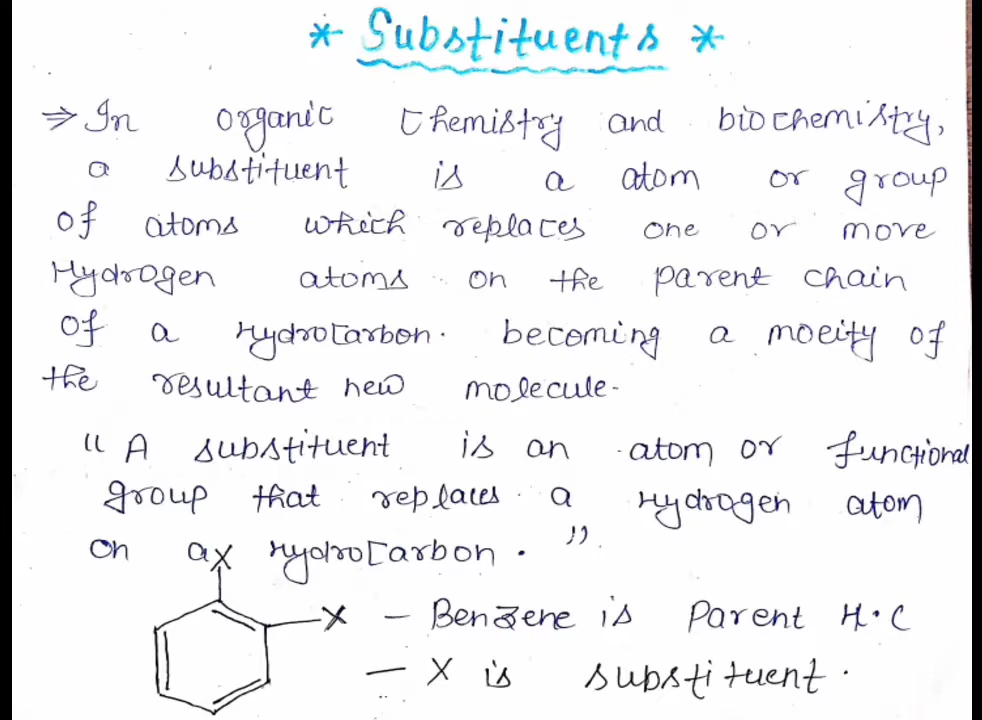 * Substituents *
⇒ In organic Chemistry and biochemistry,
a substituent is a atom or group
of atoms which replaces one or more
Hydrogen atoms on the parent chain
of a Hydrocarbon. becoming a moeity of
the resultant new molecule.
" A substituent is an atom or functional
group that replaces a Hydrogen atom
on a Hydrocarbon. "
X
X – Benzene is Parent H.C
– X is substituent.